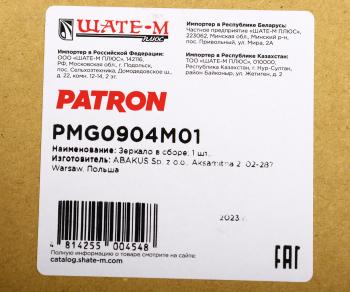 ШАТЕ-М
ПЛЮС
Импортер в Российской Федерации:
ООО «ШАТЕ-М ПЛЮС», 142116,
РФ, Московская обл, г. Подольск,
пос. Сельхозтехника, Домодедовское ш.,
д. 22, комн. 12-14, 2 эт.
Импортер в Республике Беларусь:
Частное предприятие «ШАТЕ-М ПЛЮС»,
223062, Минская обл., Минский р-н,
пос. Привольный, ул. Мира, 2А
Импортер в Республике Казахстан:
ТОО «ШАТЕ-М ПЛЮС», 010000,
Республика Казахстан, г. Нур-Султан,
район Байконыр, ул. Жетиген, д. 2
PATRON
PMG0904M01
Наименование: Зеркало в сборе, 1 шт.
Изготовитель: ABAKUS Sp. z o.o., Aksamitna 2, 02-287
Warsaw, Польша
2023 г.
4 814255 004548
Полную информацию о товаре смотрите на сайте:
catalog.shate-m.com
EAC